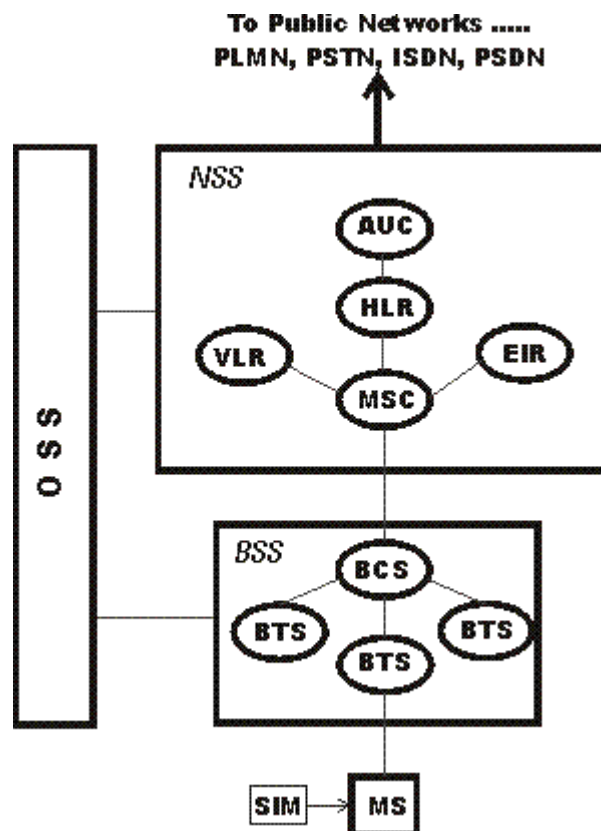 To Public Networks .....
PLMN, PSTN, ISDN, PSDN
NSS
AUC
HLR
VLR
EIR
MSC
OSS
BSS
BCS
BTS
BTS
BTS
SIM
MS